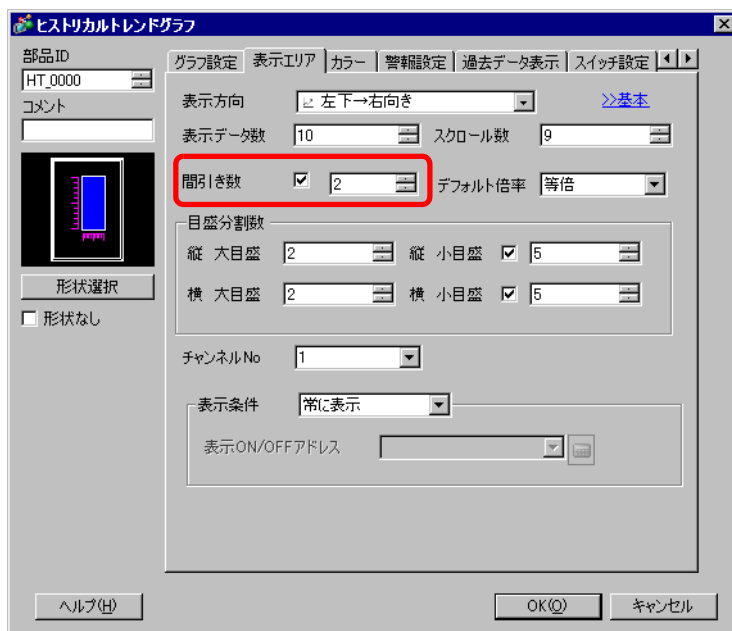 ヒストリカルトレンドグラフ
部品ID
HT_0000
コメント
形状選択
形状なし
グラフ設定 表示エリア カラー 警報設定 過去データ表示 スイッチ設定
表示方向 左下→右向き >>基本
表示データ数 10 スクロール数 9
間引き数 2 デフォルト倍率 等倍
目盛分割数
縦 大目盛 2 縦 小目盛 5
横 大目盛 2 横 小目盛 5
チャンネルNo 1
表示条件 常に表示
表示ON/OFFアドレス
ヘルプ(H) OK(O) キャンセル